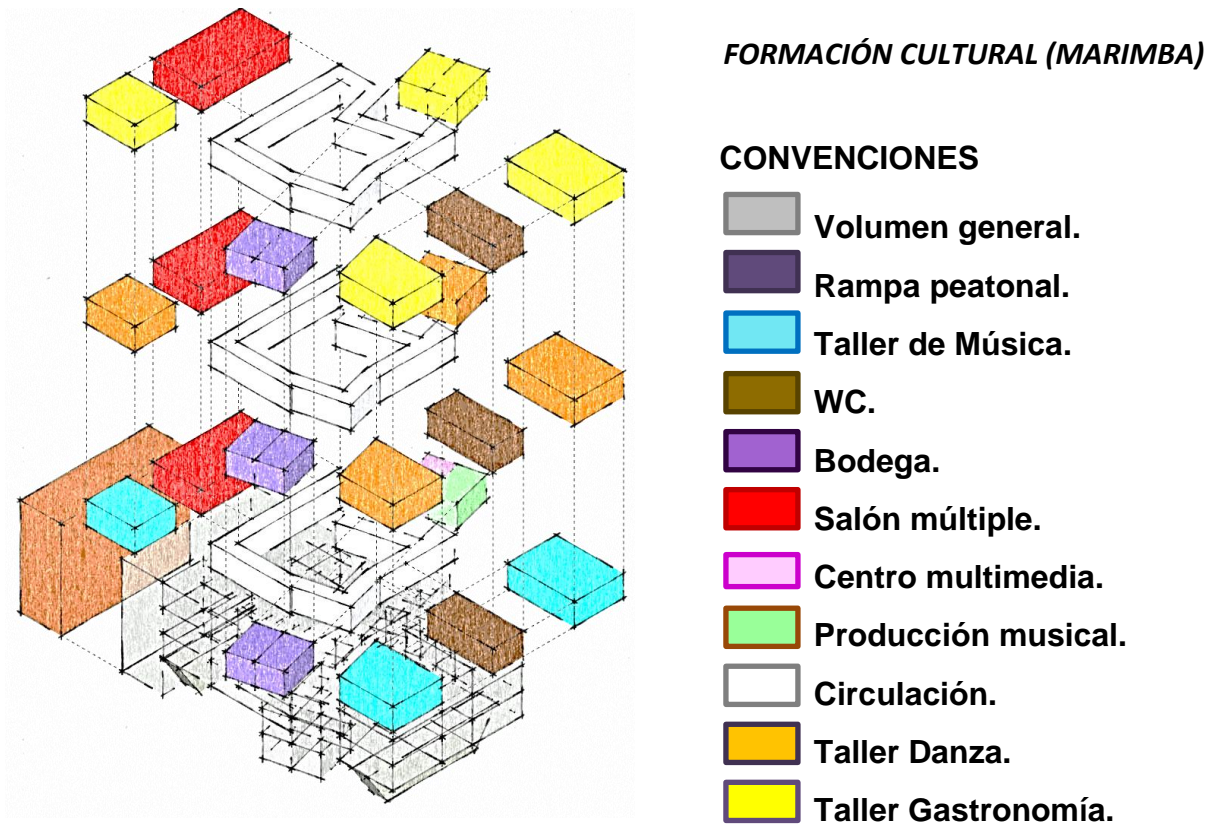 FORMACIÓN CULTURAL (MARIMBA)
CONVENCIONES
Volumen general.
Rampa peatonal.
Taller de Música.
WC.
Bodega.
Salón múltiple.
Centro multimedia.
Producción musical.
Circulación.
Taller Danza.
Taller Gastronomía.